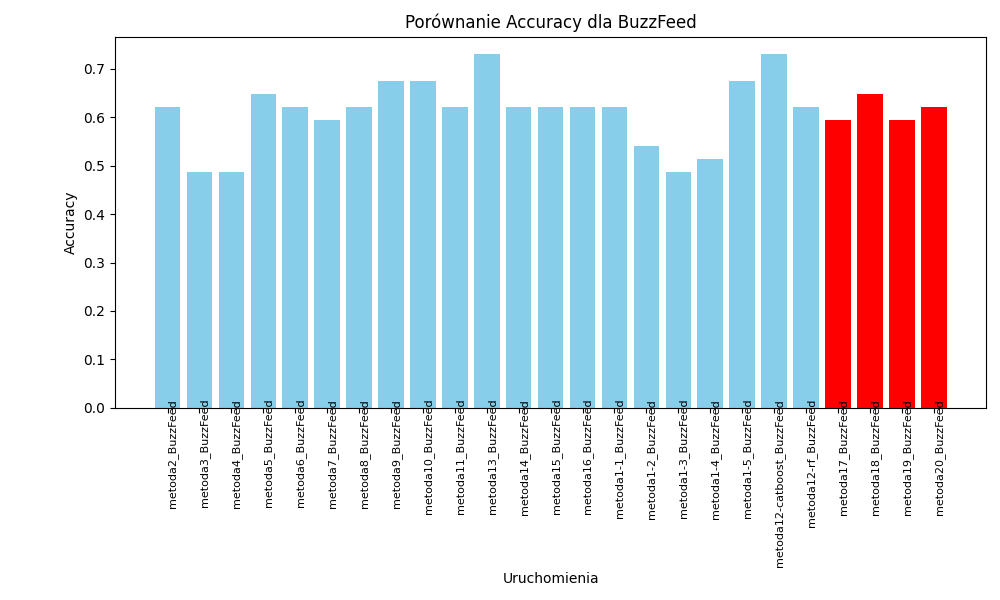 Porównanie Accuracy dla BuzzFeed
Accuracy
0.7
0.6
0.5
0.4
0.3
0.2
0.1
0.0
metoda2_BuzzFeed
metoda3_BuzzFeed
metoda4_BuzzFeed
metoda5_BuzzFeed
metoda6_BuzzFeed
metoda7_BuzzFeed
metoda8_BuzzFeed
metoda9_BuzzFeed
metoda10_BuzzFeed
metoda11_BuzzFeed
metoda13_BuzzFeed
metoda14_BuzzFeed
metoda15_BuzzFeed
metoda16_BuzzFeed
metoda1-1_BuzzFeed
metoda1-2_BuzzFeed
metoda1-3_BuzzFeed
metoda1-4_BuzzFeed
metoda1-5_BuzzFeed
metoda12-catboost_BuzzFeed
metoda12-rf_BuzzFeed
metoda17_BuzzFeed
metoda18_BuzzFeed
metoda19_BuzzFeed
metoda20_BuzzFeed
Uruchomienia